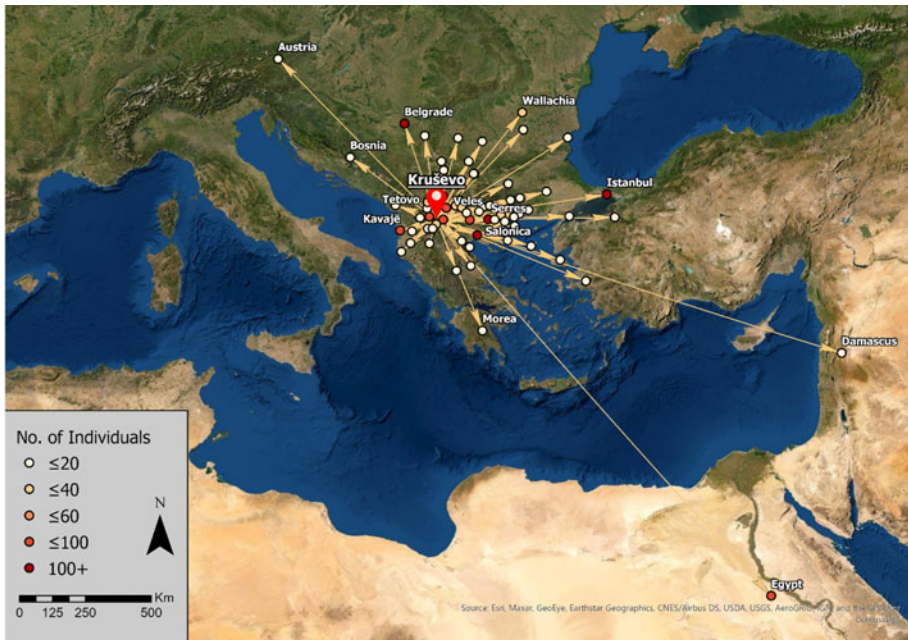 Austria
Belgrade
Wallachia
Bosnia
Kruševo
Tetovo
Veles
Serres
Istanbul
Kavajë
Salonica
Morea
Damascus
Egypt
No. of Individuals
≤20
≤40
≤60
≤100
100+
N
0 125 250 500 Km
Source: Esri, Maxar, GeoEye, Earthstar Geographics, CNES/Airbus DS, USDA, USGS, AeroGRID, IGN, and the GIS User
Community